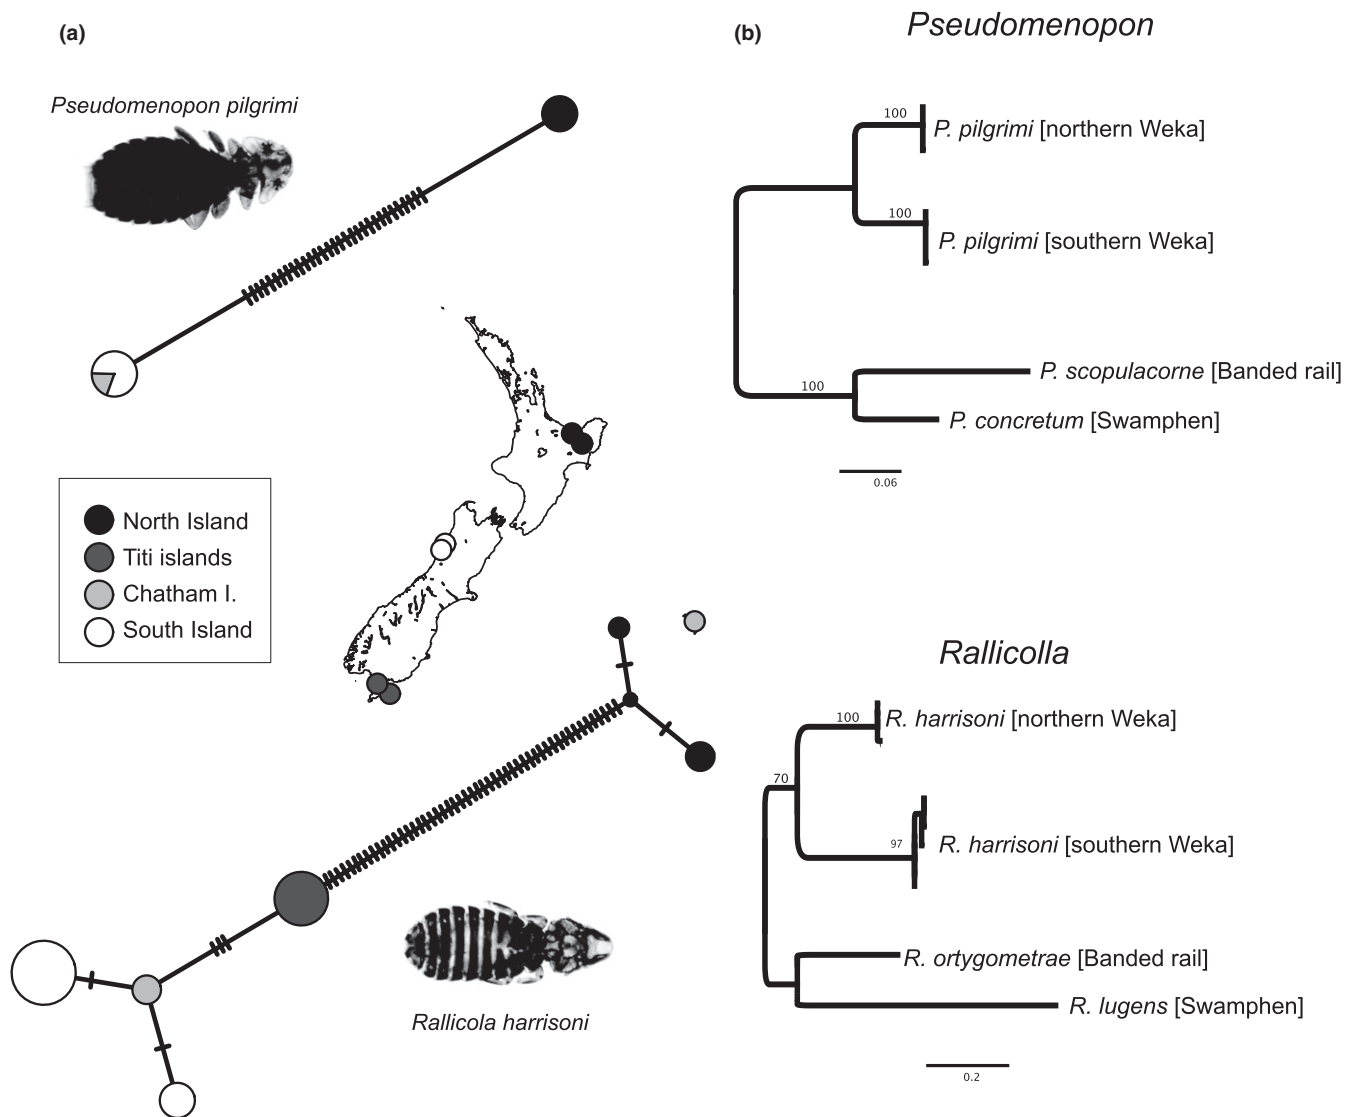 (a)
Pseudomenopon pilgrimi
North Island
Titi islands
Chatham I.
South Island
Rallicola harrisoni
(b)
Pseudomenopon
100
P. pilgrimi [northern Weka]
100
P. pilgrimi [southern Weka]
100
P. scopulacorne [Banded rail]
P. concretum [Swamphen]
0.06
Rallicolla
100
R. harrisoni [northern Weka]
70
97
R. harrisoni [southern Weka]
R. ortygometrae [Banded rail]
R. lugens [Swamphen]
0.2